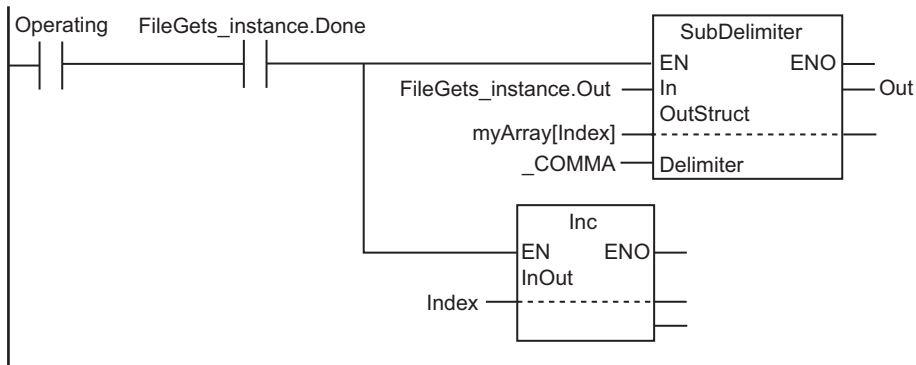 Operating FileGets_instance.Done
SubDelimiter
EN ENO
FileGets_instance.Out In Out
OutStruct
myArray[Index]
_COMMA Delimiter
Inc
EN ENO
InOut
Index